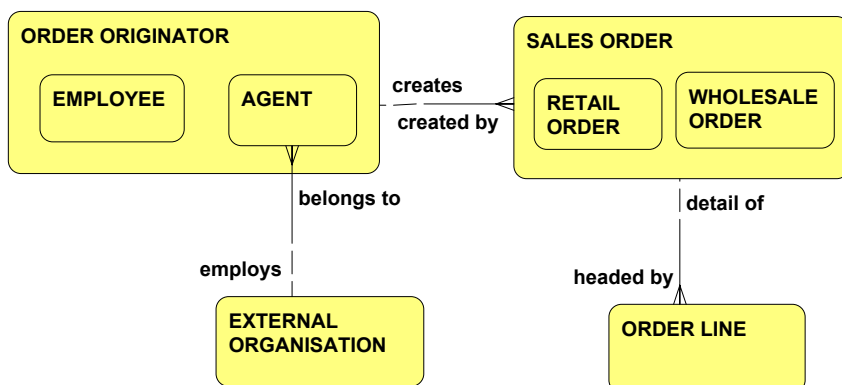 ORDER ORIGINATOR
EMPLOYEE
AGENT
creates
created by
SALES ORDER
RETAIL
ORDER
WHOLESALE
ORDER
belongs to
employs
detail of
headed by
EXTERNAL
ORGANISATION
ORDER LINE